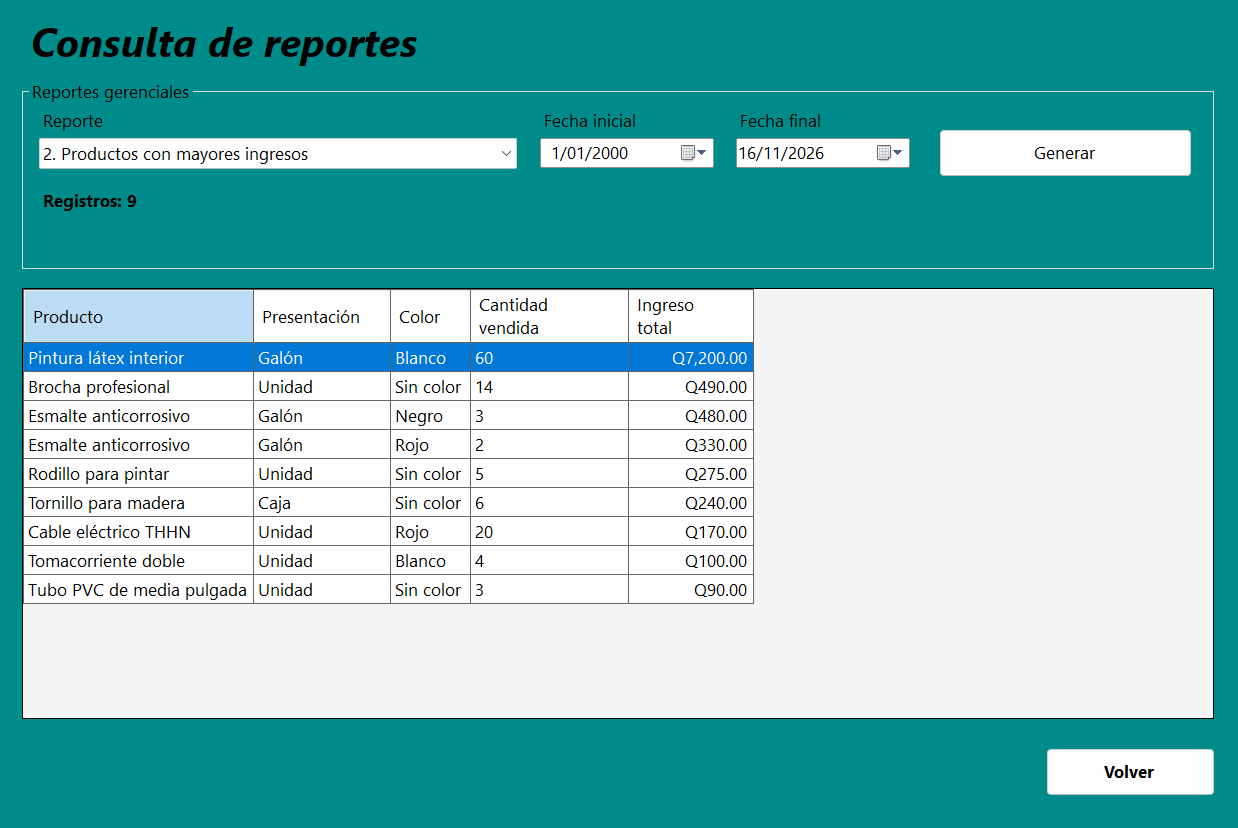 Consulta de reportes
Reportes gerenciales
Reporte Fecha inicial Fecha final
2. Productos con mayores ingresos 1/01/2000 16/11/2026 Generar
Registros: 9
Producto Presentación Color Cantidad vendida Ingreso total
Pintura látex interior Galón Blanco 60 Q7,200.00
Brocha profesional Unidad Sin color 14 Q490.00
Esmalte anticorrosivo Galón Negro 3 Q480.00
Esmalte anticorrosivo Galón Rojo 2 Q330.00
Rodillo para pintar Unidad Sin color 5 Q275.00
Tornillo para madera Caja Sin color 6 Q240.00
Cable eléctrico THHN Unidad Rojo 20 Q170.00
Tomacorriente doble Unidad Blanco 4 Q100.00
Tubo PVC de media pulgada Unidad Sin color 3 Q90.00
Volver